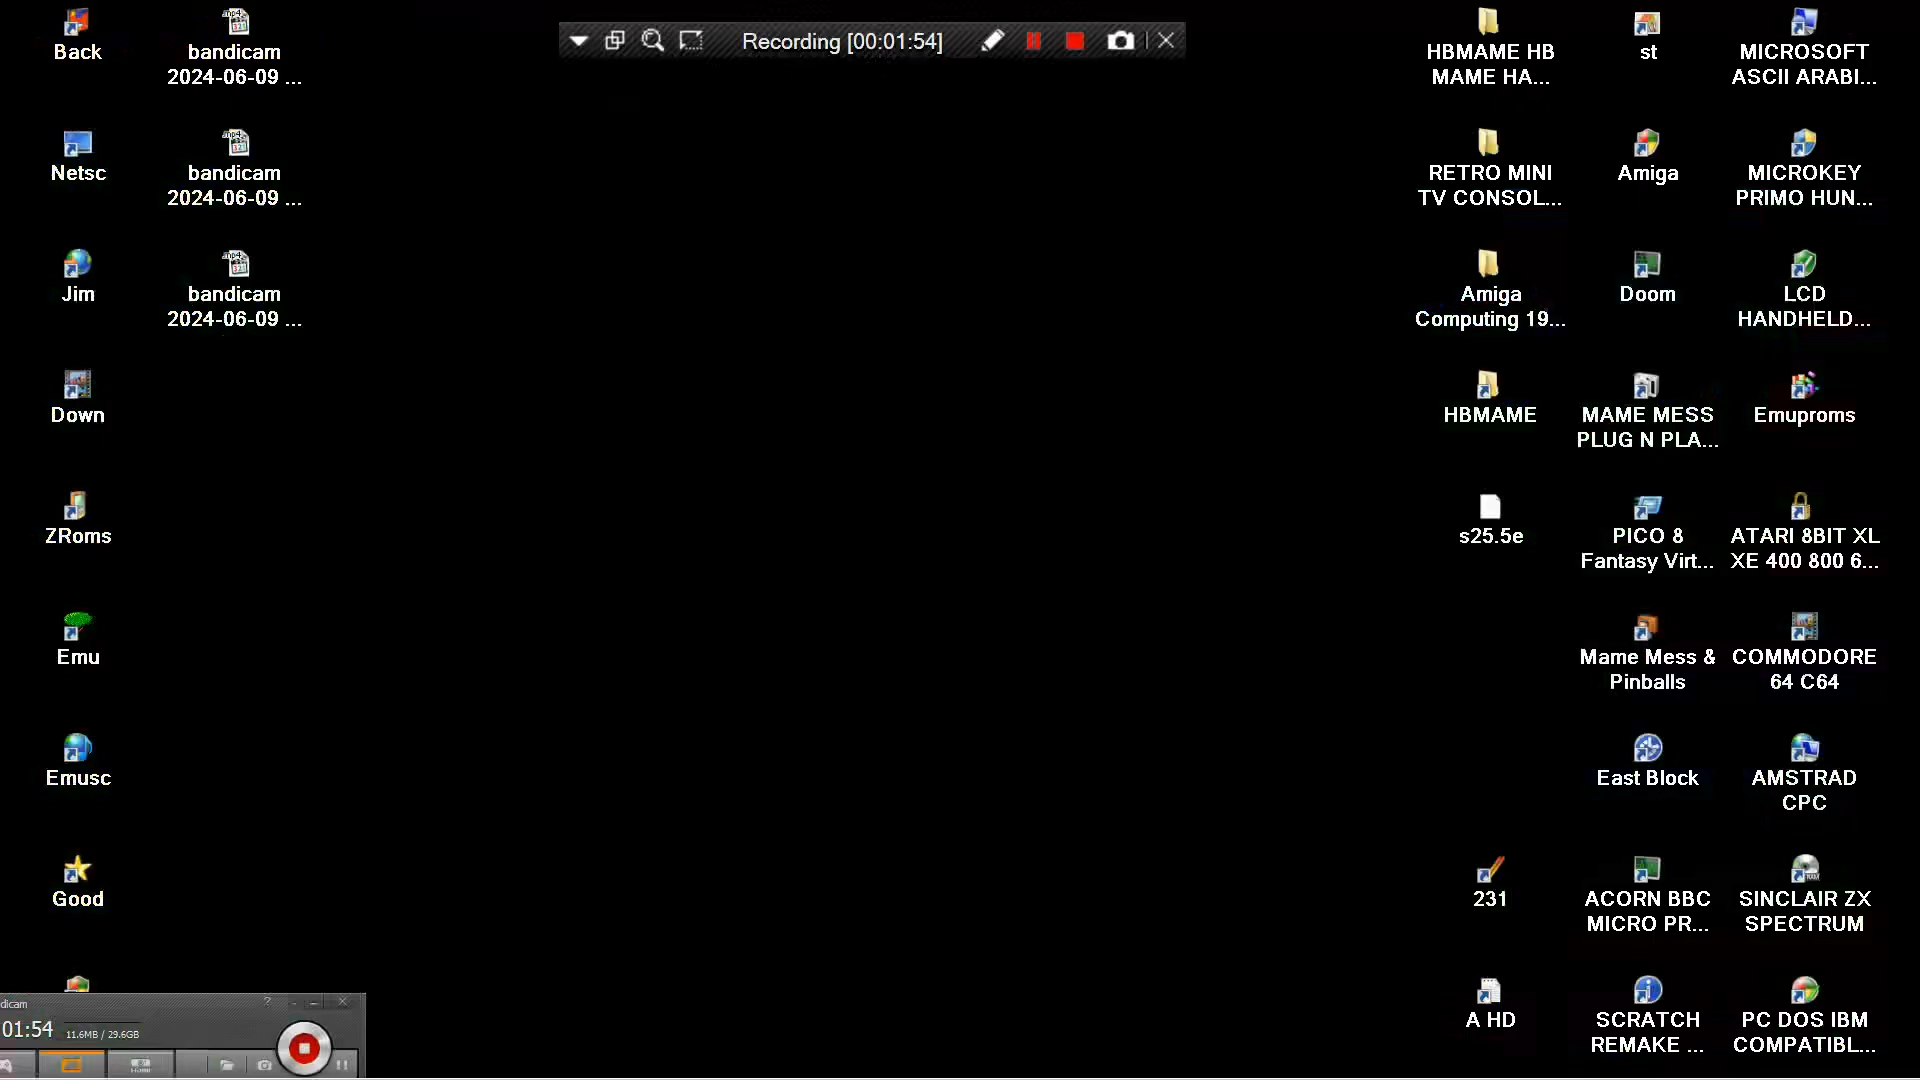 Recording [00:01:54]
Back
bandicam
2024-06-09 ...
HBMAME HB
MAME HA...
st
MICROSOFT
ASCII ARABI...
Netsc
bandicam
2024-06-09 ...
RETRO MINI
TV CONSOL...
Amiga
MICROKEY
PRIMO HUN...
Jim
bandicam
2024-06-09 ...
Amiga
Computing 19...
Doom
LCD
HANDHELD...
Down
HBMAME
MAME MESS
PLUG N PLA...
Emuproms
ZRoms
s25.5e
PICO 8
Fantasy Virt...
ATARI 8BIT XL
XE 400 800 6...
Emu
Mame Mess &
Pinballs
COMMODORE
64 C64
Emusc
East Block
AMSTRAD
CPC
Good
231
ACORN BBC
MICRO PR...
SINCLAIR ZX
SPECTRUM
A HD
SCRATCH
REMAKE ...
PC DOS IBM
COMPATIBL...
dicam
01:54
11.6MB / 29.6GB